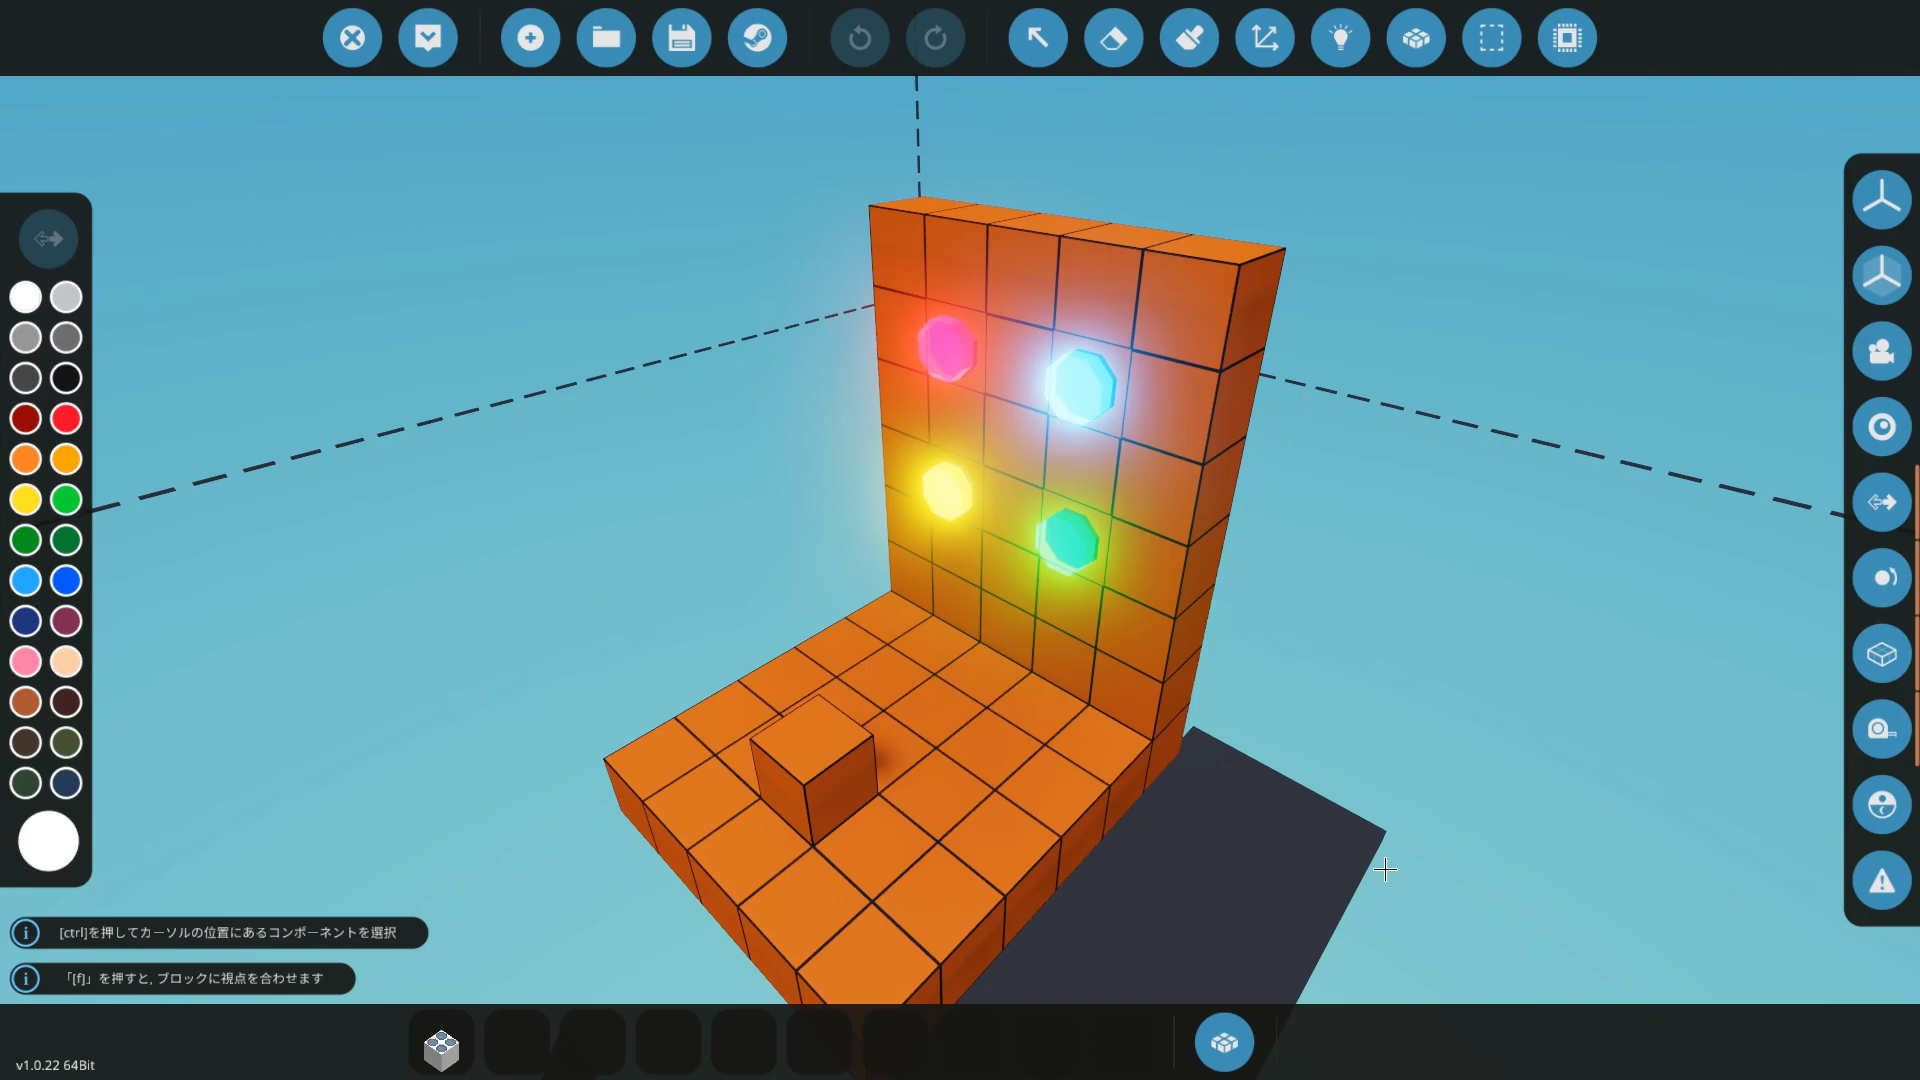 [ctrl]を押してカーソルの位置にあるコンポーネントを選択
「[f]」を押すと, ブロックに視点を合わせます
v1.0.22 64Bit